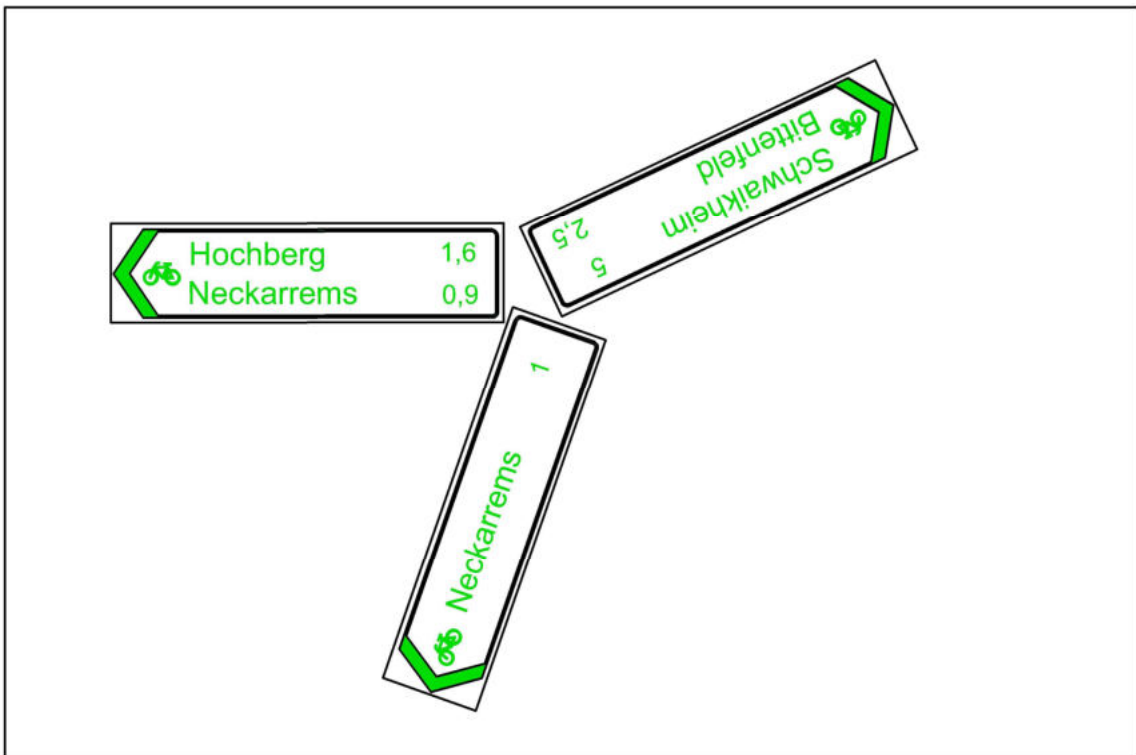 Hochberg 1,6
Neckarrems 0,9
Schwaikheim 5
Bittenfeld 2,5
Neckarrems 1